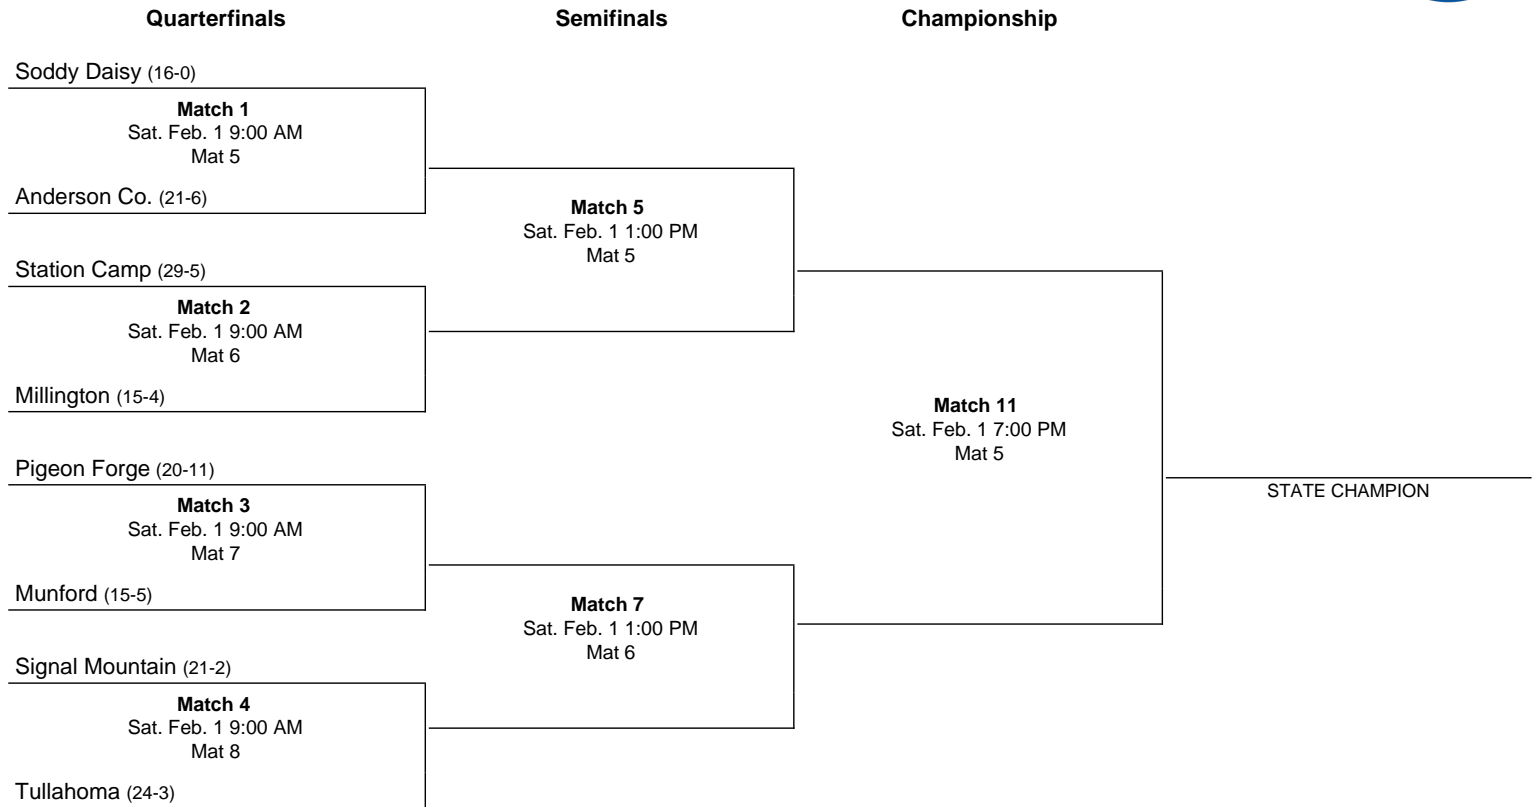 Quarterfinals
Semifinals
Championship
Soddy Daisy (16-0)
Match 1
Sat. Feb. 1 9:00 AM
Mat 5
Anderson Co. (21-6)
Station Camp (29-5)
Match 2
Sat. Feb. 1 9:00 AM
Mat 6
Millington (15-4)
Pigeon Forge (20-11)
Match 3
Sat. Feb. 1 9:00 AM
Mat 7
Munford (15-5)
Signal Mountain (21-2)
Match 4
Sat. Feb. 1 9:00 AM
Mat 8
Tullahoma (24-3)
Match 5
Sat. Feb. 1 1:00 PM
Mat 5
Match 7
Sat. Feb. 1 1:00 PM
Mat 6
Match 11
Sat. Feb. 1 7:00 PM
Mat 5
STATE CHAMPION